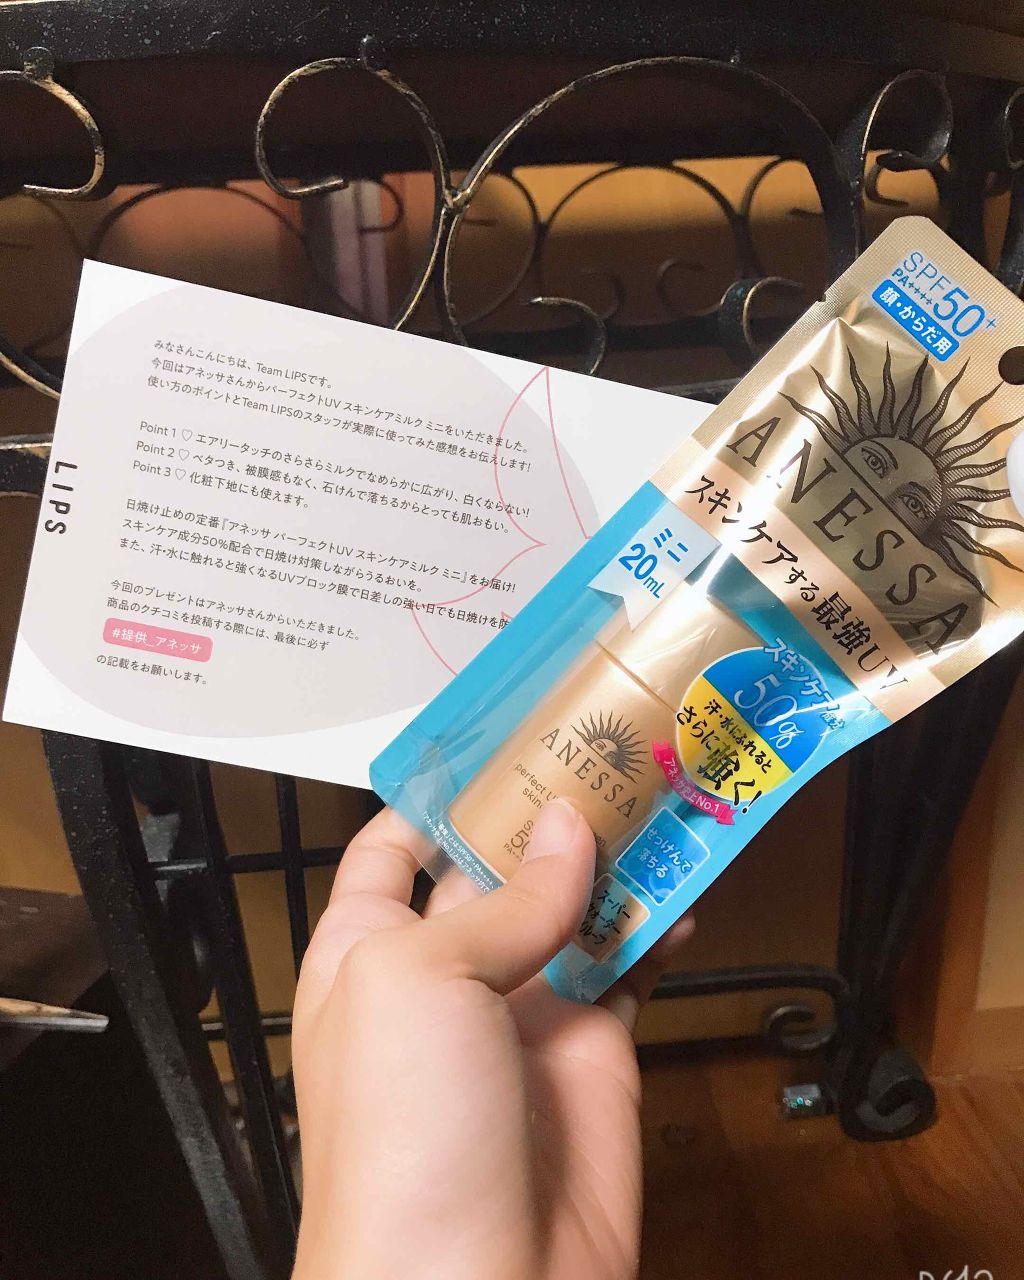 LIPS
みなさんこんにちは、Team LIPSです。
今回はアネッサさんからパーフェクトUV スキンケアミルク ミニをいただきました。
使い方のポイントとTeam LIPSのスタッフが実際に使ってみた感想をお伝えします!
Point 1 ♡ エアリータッチのさらさらミルクでなめらかに広がり、白くならない!
Point 2 ♡ ベタつき、被膜感もなく、石けんで落ちるからとっても肌おもい。
Point 3 ♡ 化粧下地にも使えます。
日焼け止めの定番『アネッサ パーフェクトUV スキンケアミルク ミニ』をお届け!
スキンケア成分50%配合で日焼け対策しながらうるおいを。
また、汗・水に触れると強くなるUVブロック膜で日差しの強い日でも日焼けを防
今回のプレゼントはアネッサさんからいただきました。
商品のクチコミを投稿する際には、最後に必ず
#提供_アネッサ
の記載をお願いします。
SPF50+
PA++++
顔・からだ用
ANESSA
スキンケアする最強UV
ミニ
20mL
スキンケア成分
50%
汗・水にふれると
さらに強く!
アネッサ史上No.1
せっけんで
落ちる
スーパー
ウォーター
プルーフ
ANESSA
perfect U
skin